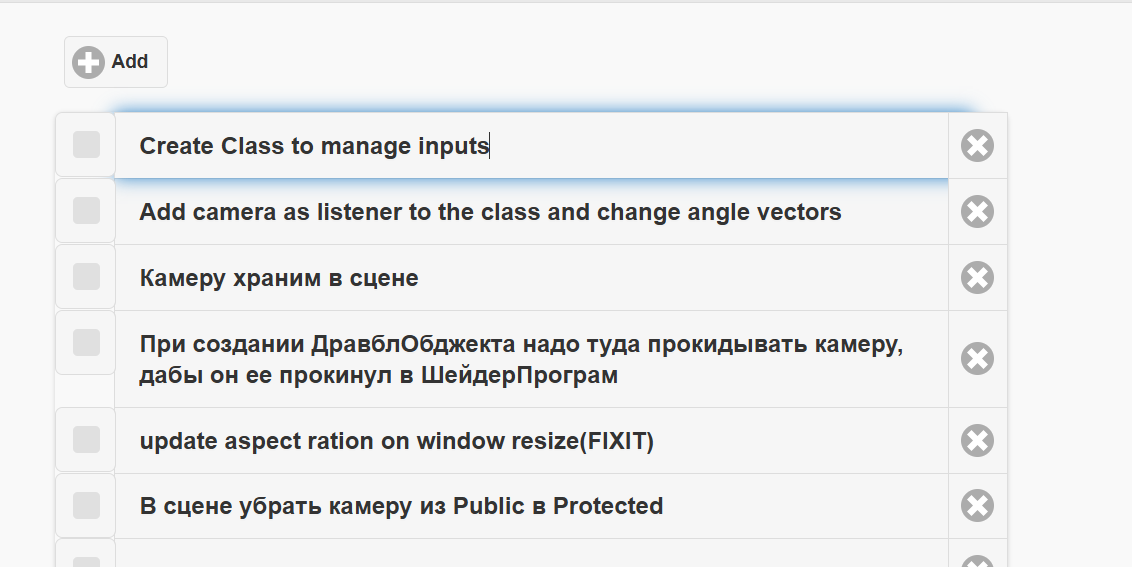 Add
Create Class to manage inputs
Add camera as listener to the class and change angle vectors
Камеру храним в сцене
При создании ДравблОбджекта надо туда прокидывать камеру,
дабы он ее прокинул в ШейдерПрограм
update aspect ration on window resize(FIXIT)
В сцене убрать камеру из Public в Protected